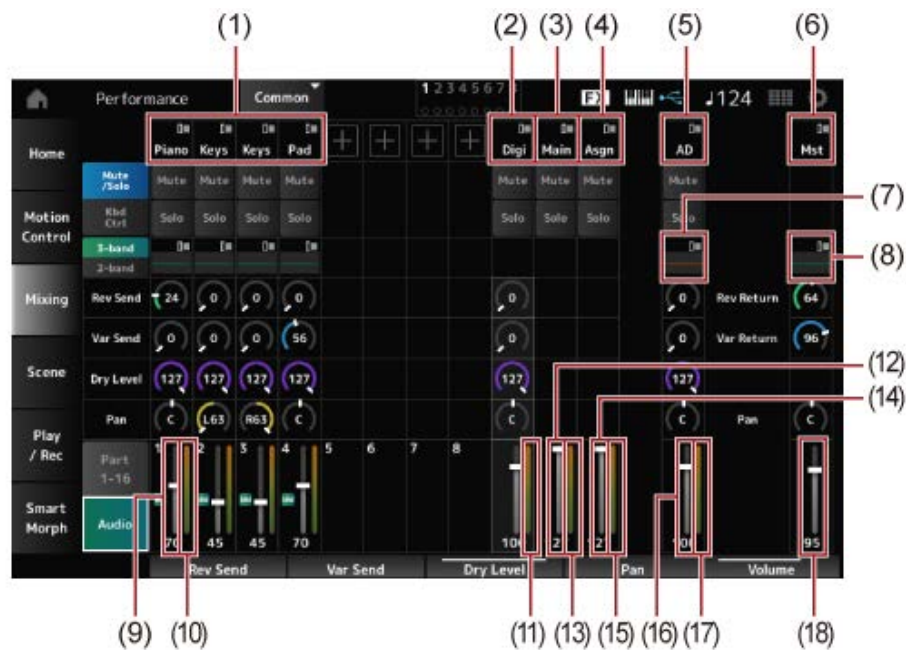 (1) (2) (3) (4) (5) (6)
Performance Common 1 2 3 4 5 6 7 8 FX ♩124
Piano Keys Keys Pad + + + + Digi Main Asgn AD Mst
Home
Mute /Solo Mute Mute Mute Mute Mute Mute Mute Mute
Kbd Ctrl Solo Solo Solo Solo Solo Solo Solo Solo
(7)
Motion Control
3-band
2-band
(8)
Mixing
Rev Send 24 0 0 0 0 0 Rev Return 64
Var Send 0 0 0 56 0 0 Var Return 96
Scene
Dry Level 127 127 127 127 127 127
(12)
(14)
Pan C L63 R63 C C C Pan C
Play / Rec
Part 1-16
1 2 3 4 5 6 7 8
Smart Morph
Audio
70 45 45 70 100 127 127 100 95
Rev Send Var Send Dry Level Pan Volume
(9) (10) (11) (13) (15) (16) (17) (18)